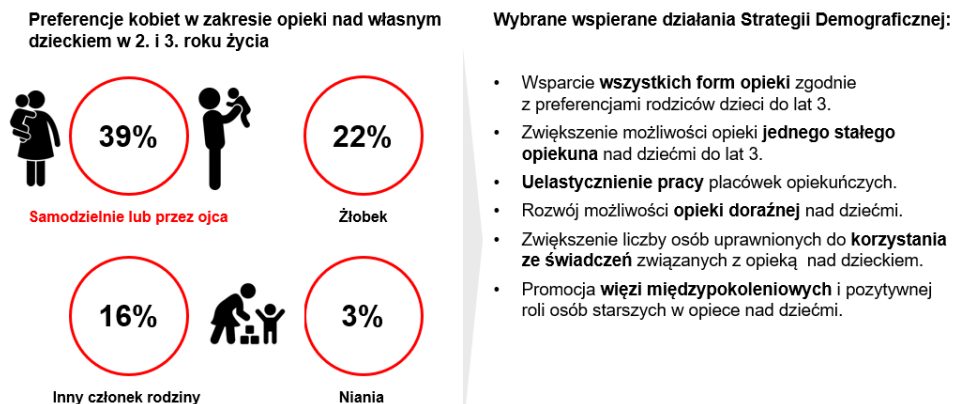 Preferencje kobiet w zakresie opieki nad własnym
dzieckiem w 2. i 3. roku życia
39%
22%
Samodzielnie lub przez ojca
Żłobek
16%
3%
Inny członek rodziny
Niania
Wybrane wspierane działania Strategii Demograficznej:
• Wsparcie wszystkich form opieki zgodnie
z preferencjami rodziców dzieci do lat 3.
• Zwiększenie możliwości opieki jednego stałego
opiekuna nad dziećmi do lat 3.
• Uelastycznienie pracy placówek opiekuńczych.
• Rozwój możliwości opieki doraźnej nad dziećmi.
• Zwiększenie liczby osób uprawnionych do korzystania
ze świadczeń związanych z opieką nad dzieckiem.
• Promocja więzi międzypokoleniowych i pozytywnej
roli osób starszych w opiece nad dziećmi.